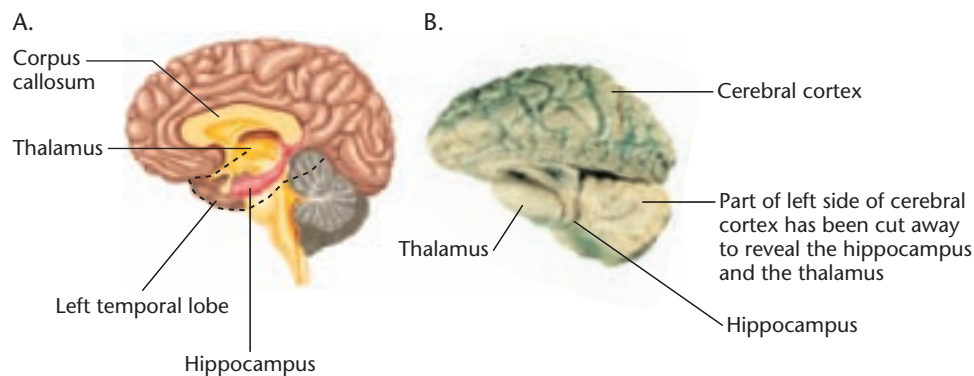 A.
Corpus
callosum
Thalamus
Left temporal lobe
Hippocampus
B.
Cerebral cortex
Part of left side of cerebral
cortex has been cut away
to reveal the hippocampus
and the thalamus
Thalamus
Hippocampus